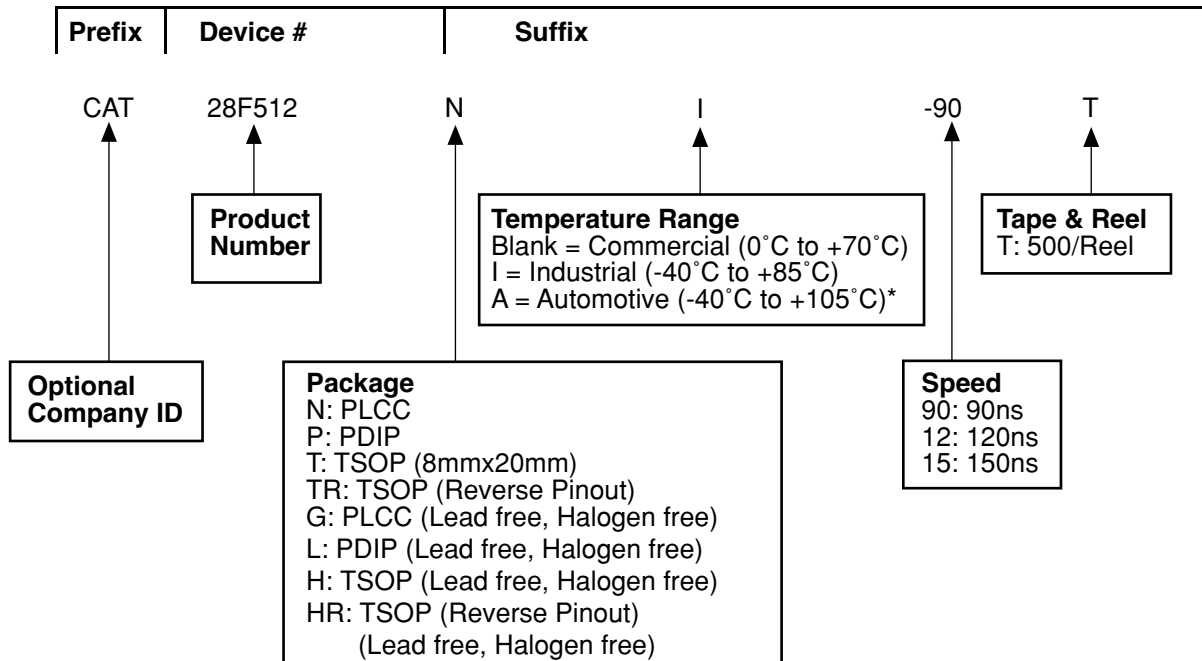 Prefix Device # Suffix
CAT 28F512 N I -90 T
Product
Number
Temperature Range
Blank = Commercial (0˚C to +70˚C)
I = Industrial (-40˚C to +85˚C)
A = Automotive (-40˚C to +105˚C)*
Tape & Reel
T: 500/Reel
Optional
Company ID
Package
N: PLCC
P: PDIP
T: TSOP (8mmx20mm)
TR: TSOP (Reverse Pinout)
G: PLCC (Lead free, Halogen free)
L: PDIP (Lead free, Halogen free)
H: TSOP (Lead free, Halogen free)
HR: TSOP (Reverse Pinout)
(Lead free, Halogen free)
Speed
90: 90ns
12: 120ns
15: 150ns